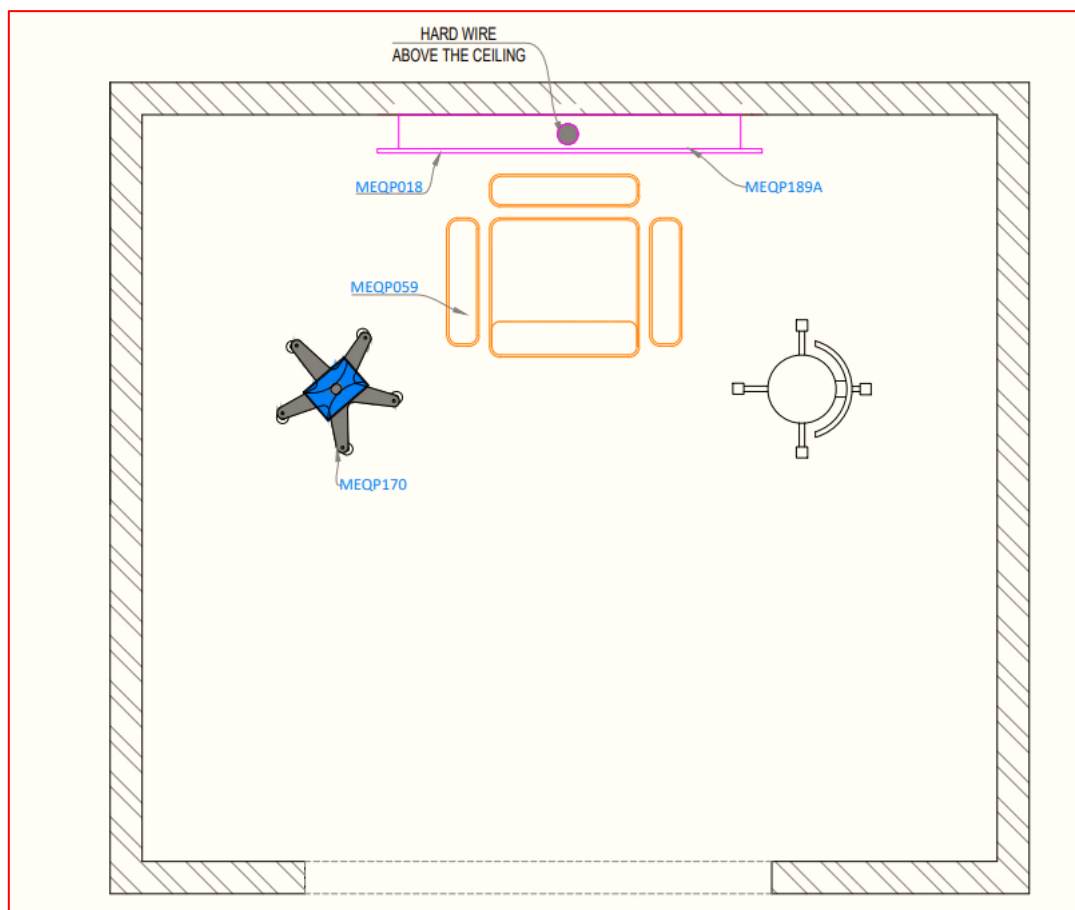 HARD WIRE
ABOVE THE CEILING
MEQP018
MEQP189A
MEQP059
MEQP170